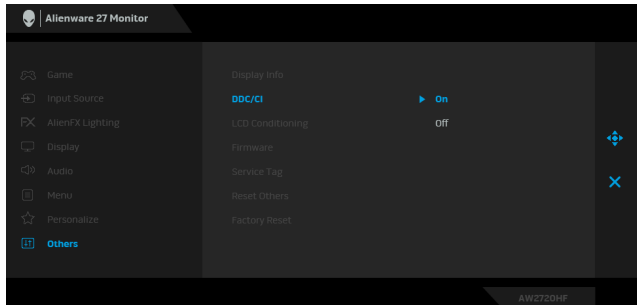 Alienware 27 Monitor
Game
Input Source
FX AlienFX Lighting
Display
Audio
Menu
Personalize
Others
Display Info
DDC/CI
On
LCD Conditioning
Off
Firmware
Service Tag
Reset Others
Factory Reset
AW2720HF